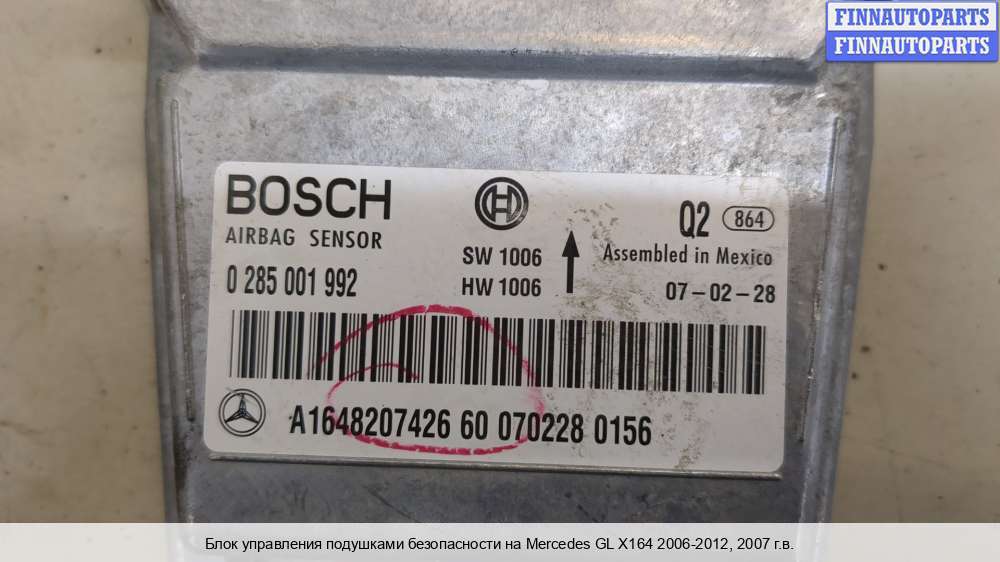 FINNAUTOPARTS
FINNAUTOPARTS
BOSCH
AIRBAG SENSOR
0 285 001 992
SW 1006
HW 1006
Q2 864
Assembled in Mexico
07-02-28
A1648207426 60 070228 0156
Блок управления подушками безопасности на Mercedes GL X164 2006-2012, 2007 г.в.